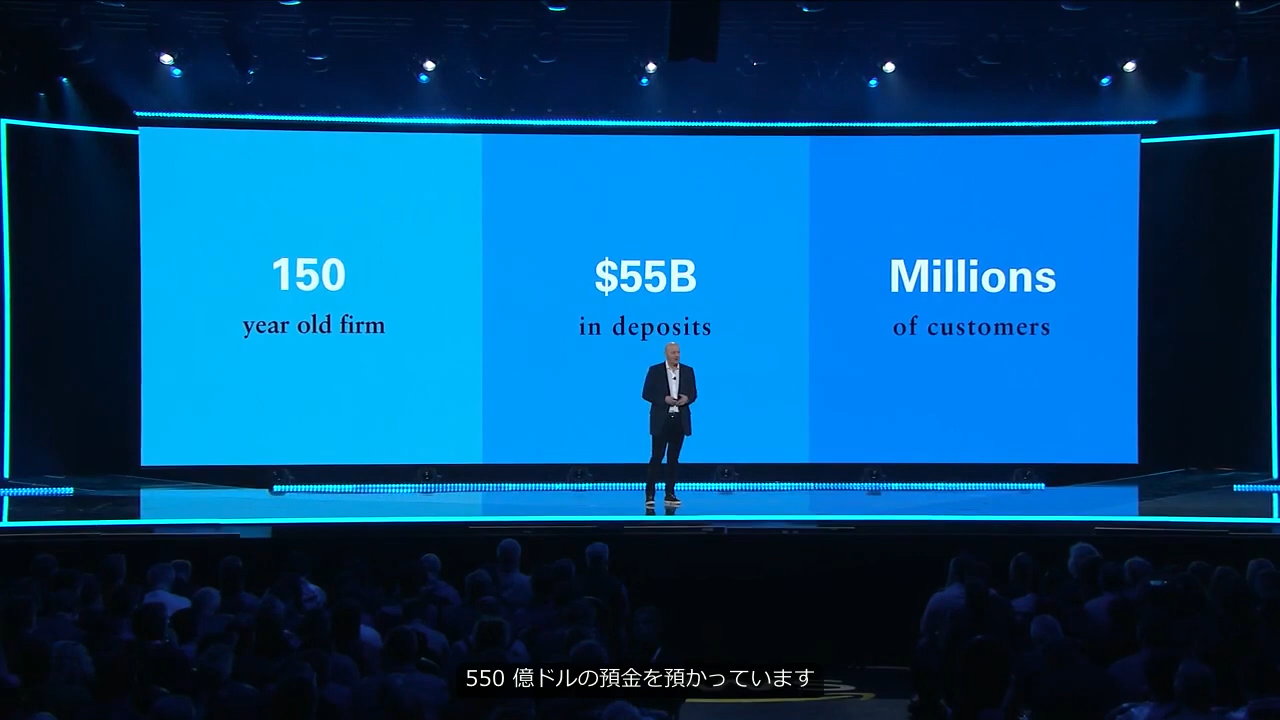 150
year old firm
$55B
in deposits
Millions
of customers
550 億ドルの預金を預かっています